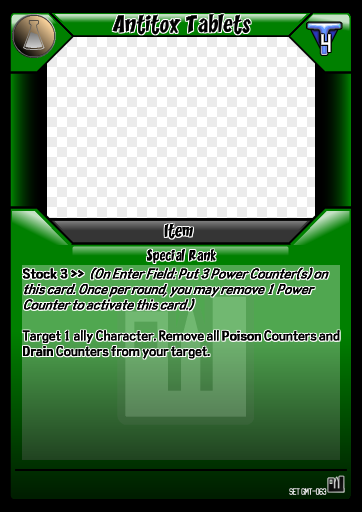 Antitox Tablets
4
Item
Special Rank
Stock 3 >> (On Enter Field: Put 3 Power Counter(s) on
this card. Once per round, you may remove 1 Power
Counter to activate this card.)
Target 1 ally Character. Remove all Poison Counters and
Drain Counters from your target.
SET GMT-063